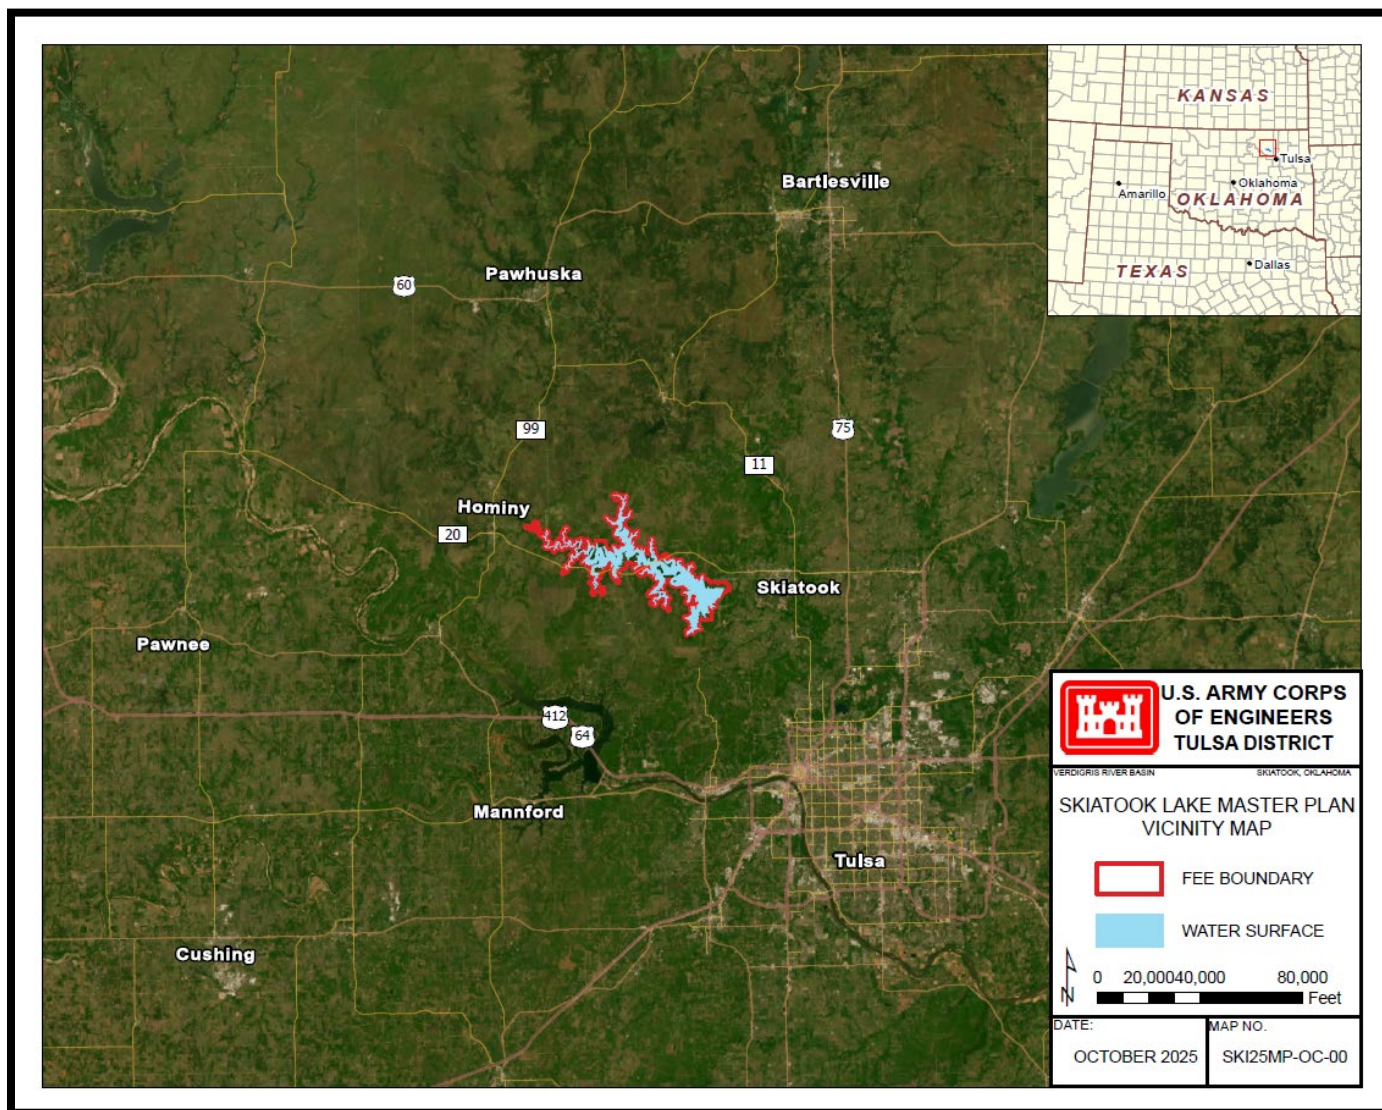 KANSAS
Tulsa
Oklahoma
Amarillo
OKLAHOMA
Dallas
TEXAS
Bartlesville
Pawhuska
60
99
75
11
Hominy
20
Skiatook
Pawnee
412
64
Mannford
Tulsa
Cushing
U.S. ARMY CORPS
OF ENGINEERS
TULSA DISTRICT
VERDIGRIS RIVER BASIN SKIATOOK, OKLAHOMA
SKIATOOK LAKE MASTER PLAN
VICINITY MAP
FEE BOUNDARY
WATER SURFACE
N
0 20,00040,000 80,000
Feet
DATE: MAP NO.
OCTOBER 2025 SKI25MP-OC-00